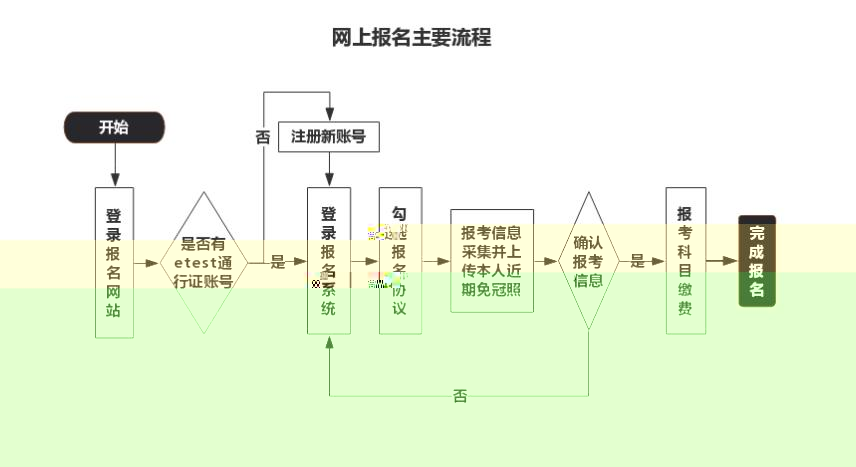 网上报名主要流程
开始
否
注册新账号
登录报名网站
是否有
etest通
行证账号
是
登录报名系统
勾选报名协议
报考信息
采集并上
传本人近
期免冠照
确认
报考
信息
是
报考科目缴费
完成报名
否